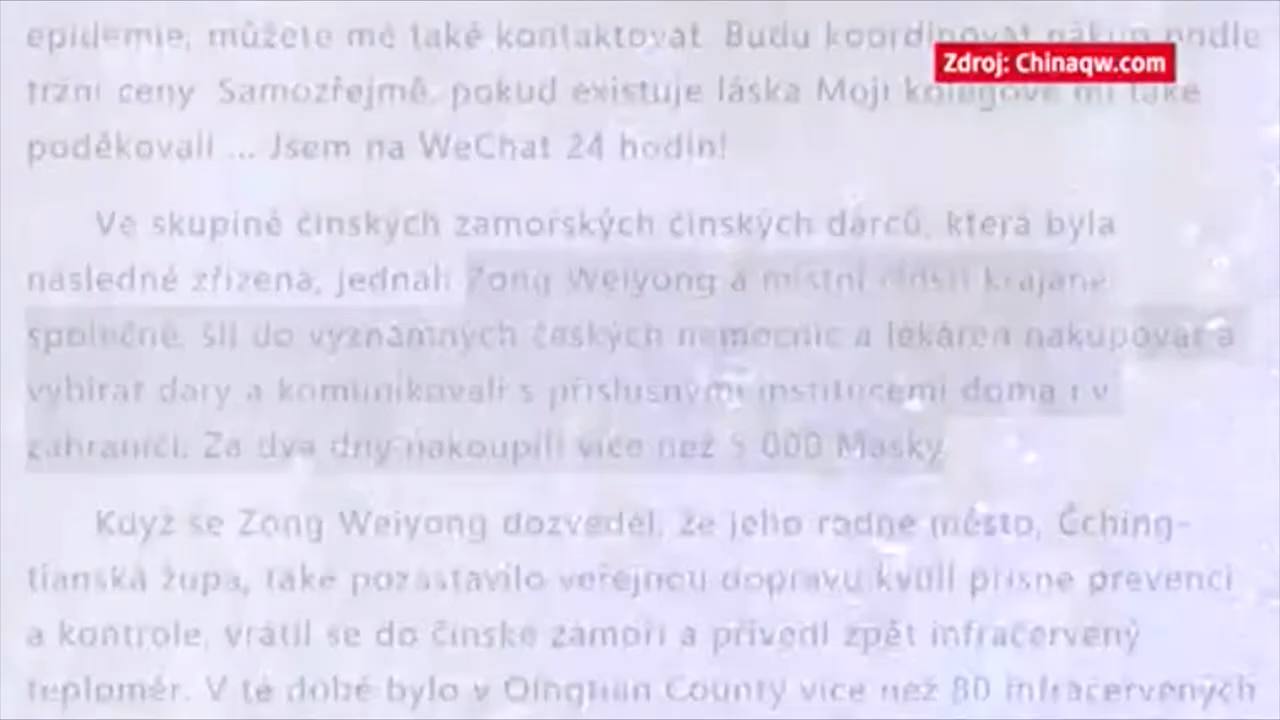 epidemie, můžete mě také kontaktovat. Budu koordinovat nákup podle
Zdroj: Chinaqw.com
tržní ceny. Samozřejmě, pokud existuje láska Moji kolegové mi také
poděkovali ... Jsem na WeChat 24 hodin!
Ve skupině čínských zámořských čínských dárců, která byla
následně zřízena, jednali Zong Weiyong a místní čínští krajané
společně, šli do významných českých nemocnic a lékáren nakupovat a
vybírat dary a komunikovali s příslušnými institucemi doma i v
zahraničí. Za dva dny nakoupili více než 5 000 Masky.
Když se Zong Weiyong dozvěděl, že jeho rodné město, Čching-
tianská župa, také pozastavilo veřejnou dopravu kvůli přísné prevenci
a kontrole, vrátil se do čínské zámoří a přivedl zpět infračervený
teploměr. V té době bylo v Qingtian County více než 80 infračervených